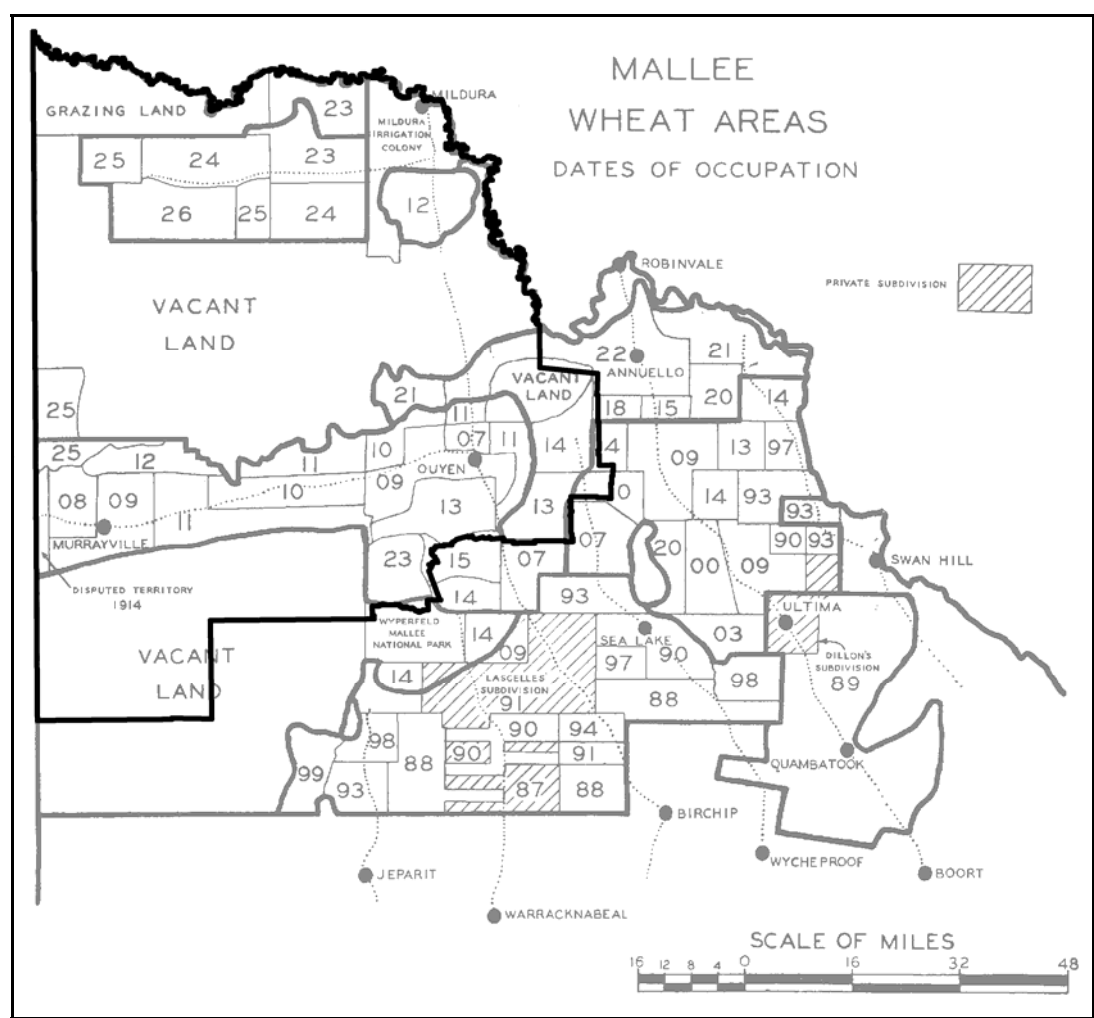 MALLEE
WHEAT AREAS
DATES OF OCCUPATION
MILDURA
GRAZING LAND
23
MILDURA
IRRIGATION
COLONY
25
24
23
12
26
25
24
ROBINVALE
PRIVATE SUBDIVISION
VACANT
LAND
22
ANNUELLO
21
25
21
VACANT
LAND
20
14
18
15
11
07
11
14
14
09
13
97
25
12
11
10
OUYEN
08
09
11
10
09
13
13
0
14
93
93
MURRAYVILLE
23
15
07
07
20
00
09
90
93
SWAN HILL
DISPUTED TERRITORY
1914
14
93
ULTIMA
WYPERFELD
MALLEE
NATIONAL PARK
14
09
SEA LAKE
90
03
DILLON'S
SUBDIVISION
89
VACANT
LAND
14
LASCELLES
SUBDIVISION
91
97
98
88
98
88
90
94
90
91
QUAMBATOOK
99
93
87
88
BIRCHIP
WYCHEPROOF
JEPARIT
BOORT
WARRACKNABEAL
SCALE OF MILES
16 12 8 4 0 16 32 48